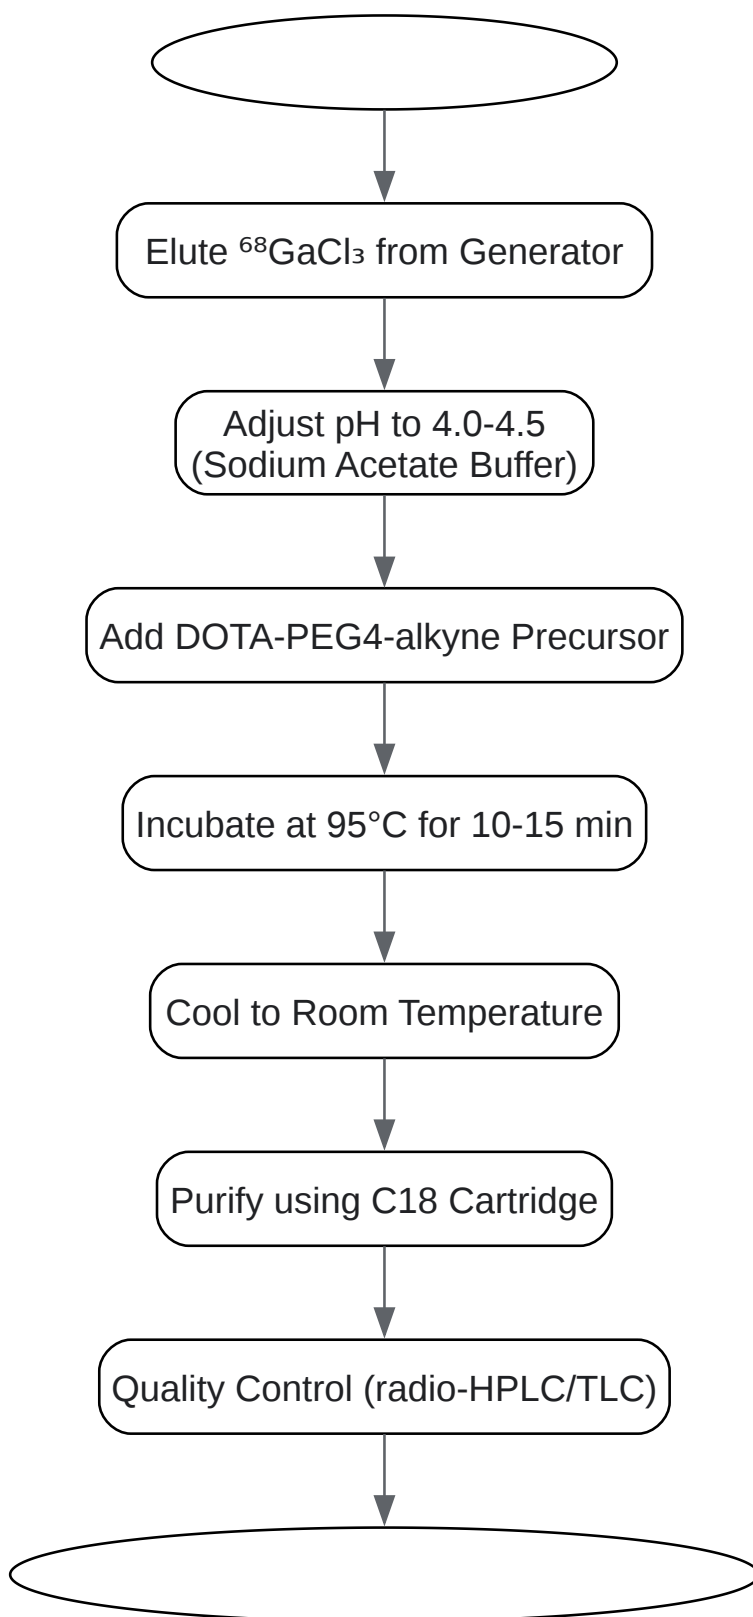 Elute ⁶⁸GaCl₃ from Generator
Adjust pH to 4.0-4.5
(Sodium Acetate Buffer)
Add DOTA-PEG4-alkyne Precursor
Incubate at 95°C for 10-15 min
Cool to Room Temperature
Purify using C18 Cartridge
Quality Control (radio-HPLC/TLC)